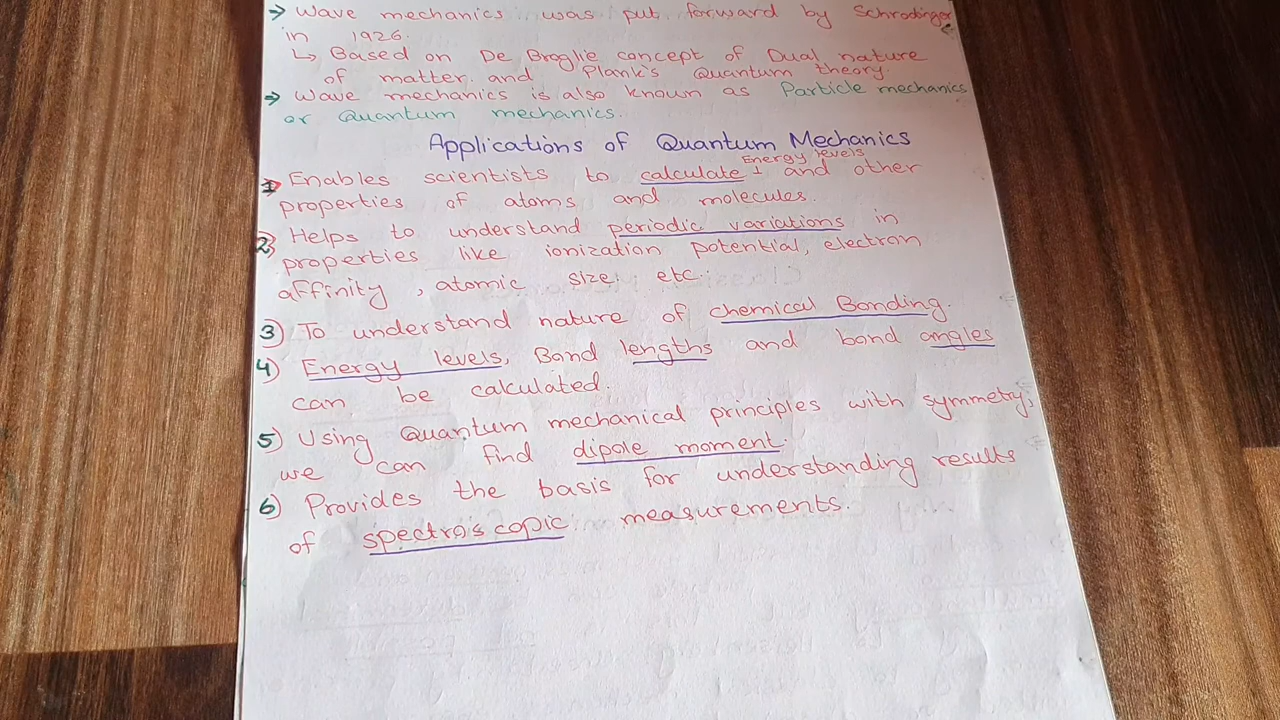 → Wave mechanics was put forward by Schrodinger
in 1926.
↳ Based on De Broglie concept of Dual nature
of matter and Plank's Quantum theory.
→ Wave mechanics is also known as Particle mechanics
or Quantum mechanics.
Applications of Quantum Mechanics
Energy levels
1) Enables scientists to calculate and other
properties of atoms and molecules.
2) Helps to understand periodic variations in
properties like ionization potential, electron
affinity, atomic size etc.
3) To understand nature of chemical Bonding.
4) Energy levels, Bond lengths and bond angles
can be calculated.
5) Using Quantum mechanical principles with symmetry,
we can find dipole moment.
6) Provides the basis for understanding results
of spectroscopic measurements.